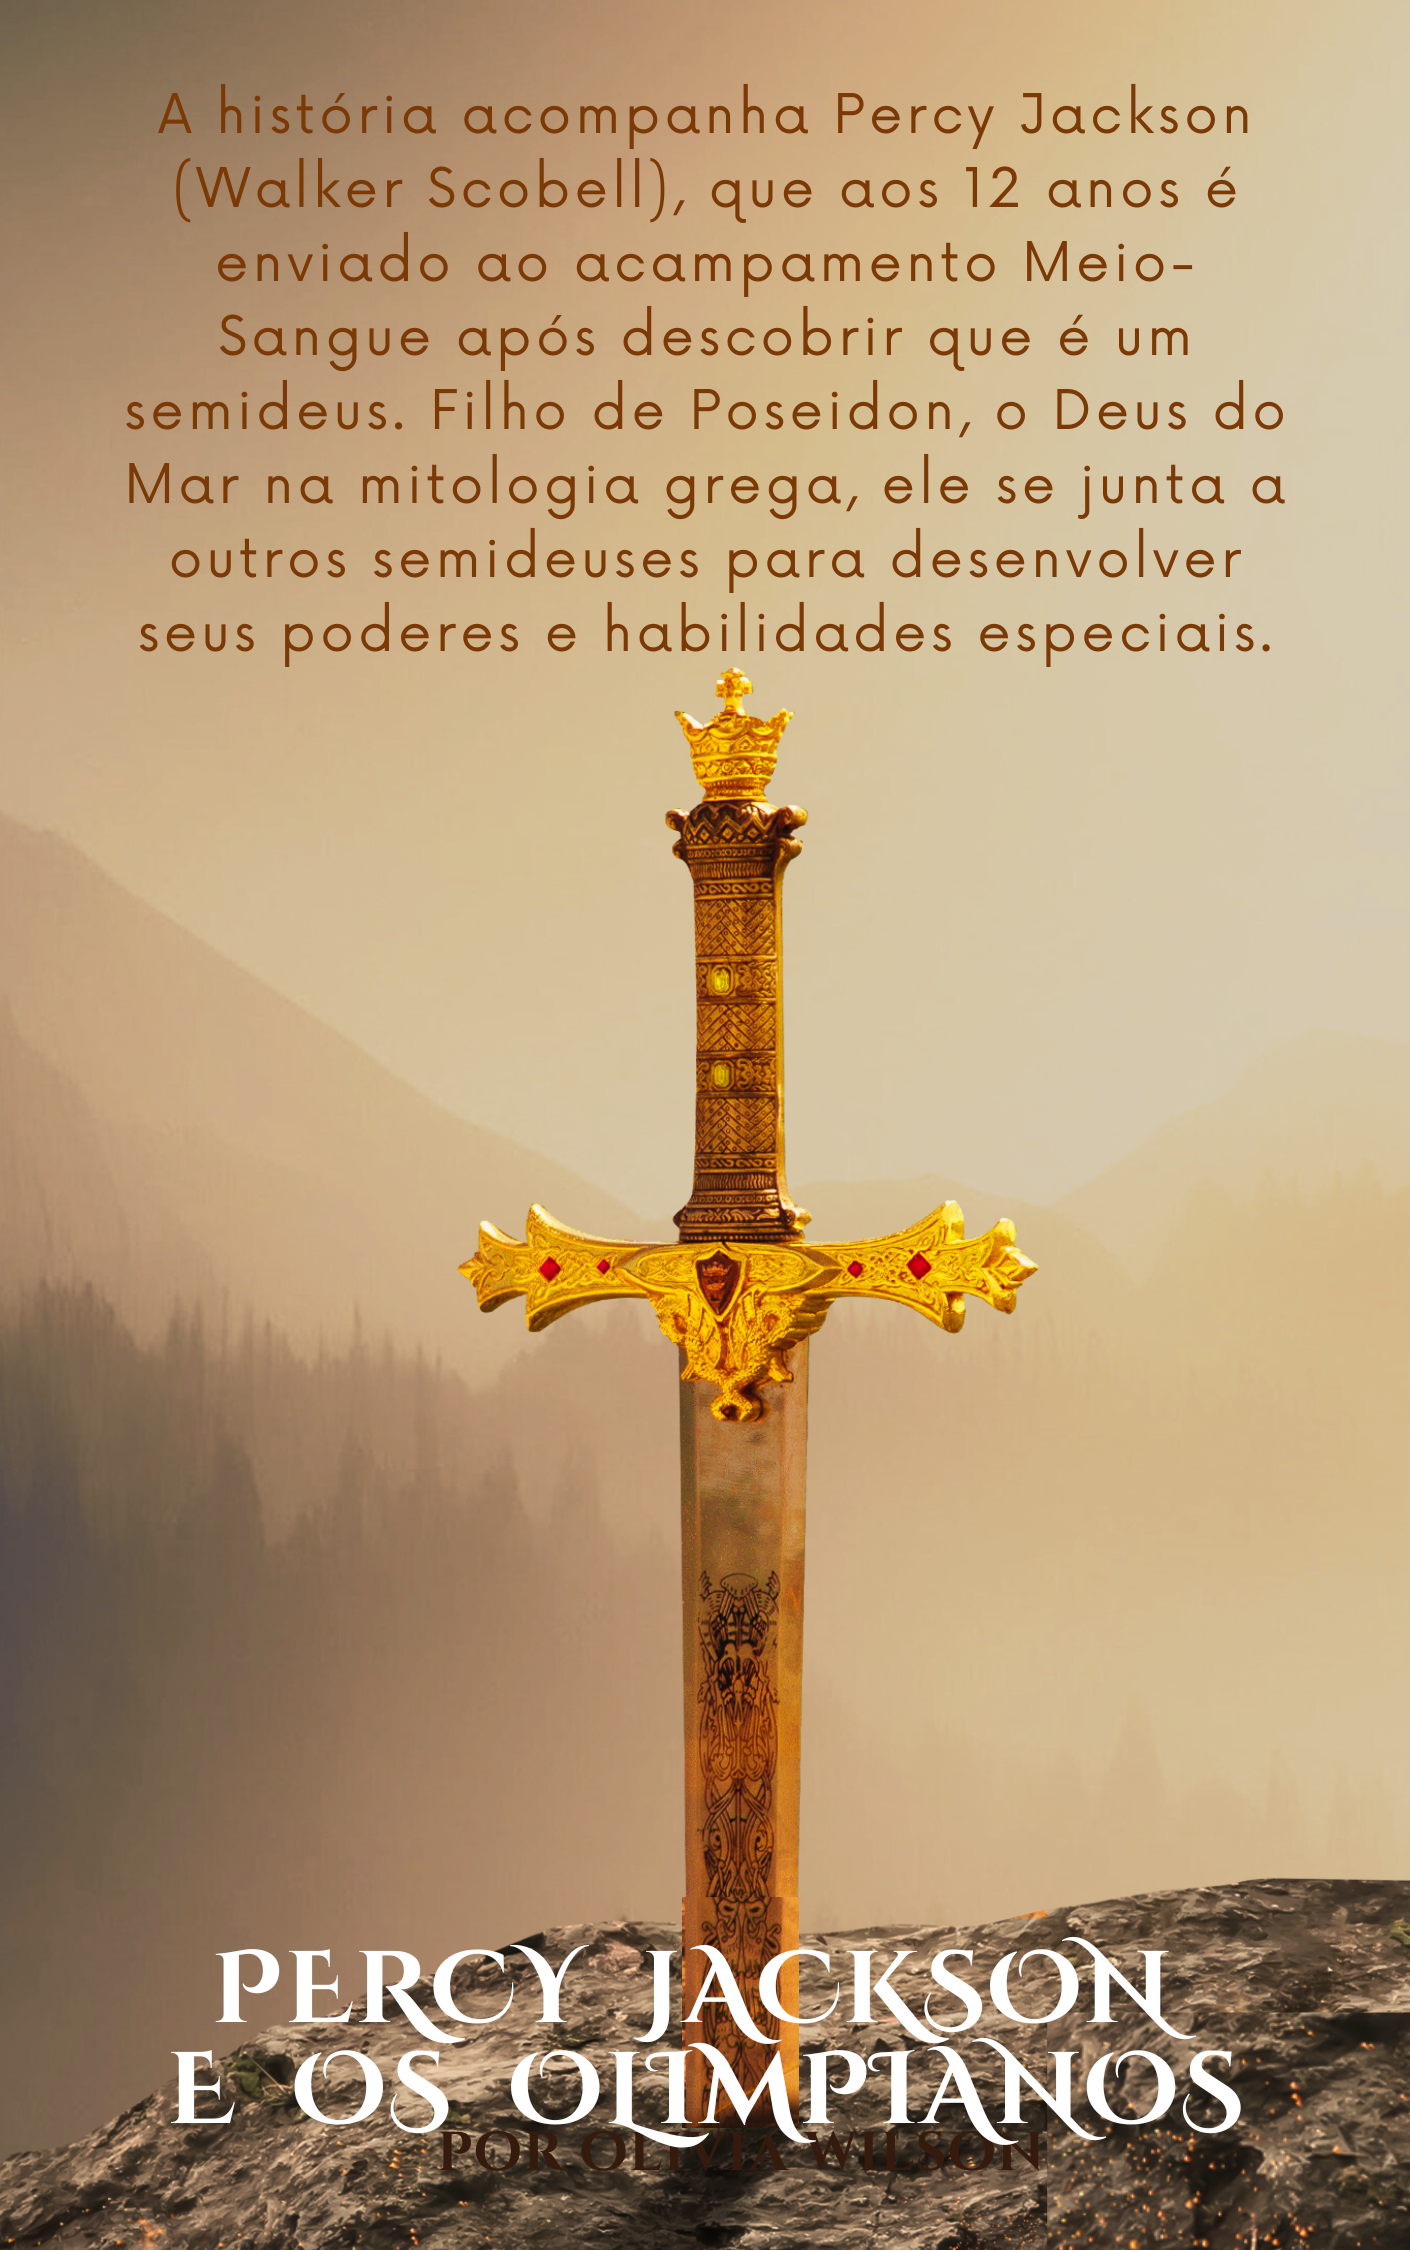 A história acompanha Percy Jackson
(Walker Scobell), que aos 12 anos é
enviado ao acampamento Meio-
Sangue após descobrir que é um
semideus. Filho de Poseidon, o Deus do
Mar na mitologia grega, ele se junta a
outros semideuses para desenvolver
seus poderes e habilidades especiais.
PERCY JACKSON
E OS OLIMPIANOS
POR OLIVIA WILSON